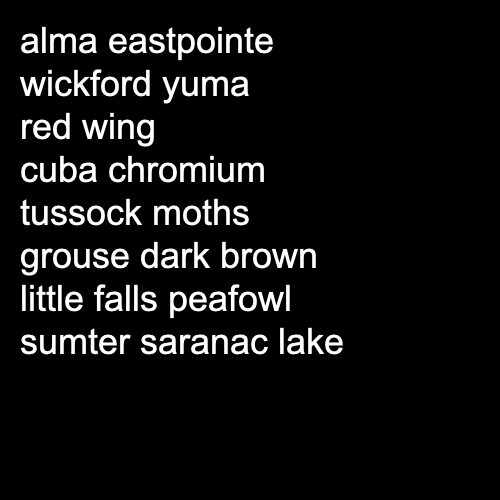 alma eastpointe
wickford yuma
red wing
cuba chromium
tussock moths
grouse dark brown
little falls peafowl
sumter saranac lake